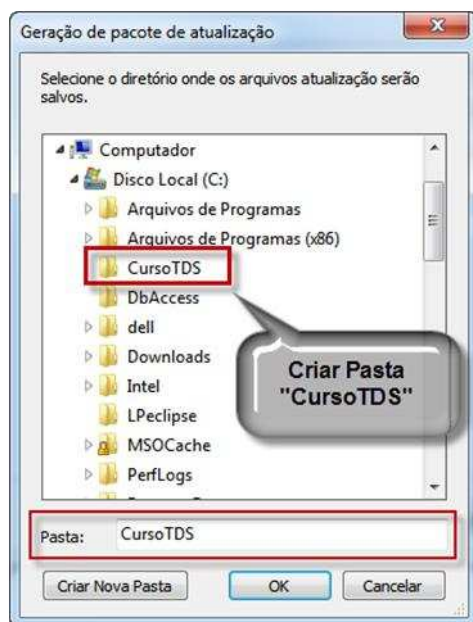 Geração de pacote de atualização
Selecione o diretório onde os arquivos atualização serão
salvos.
Computador
Disco Local (C:)
Arquivos de Programas
Arquivos de Programas (x86)
CursoTDS
DbAccess
dell
Downloads
Intel
LPeclipse
MSOCache
PerfLogs
Criar Pasta
"CursoTDS"
Pasta: CursoTDS
Criar Nova Pasta OK Cancelar